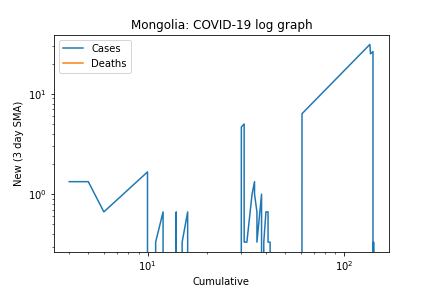 Mongolia: COVID-19 log graph
Cases
Deaths
New (3 day SMA)
10¹
10⁰
10¹
10²
Cumulative